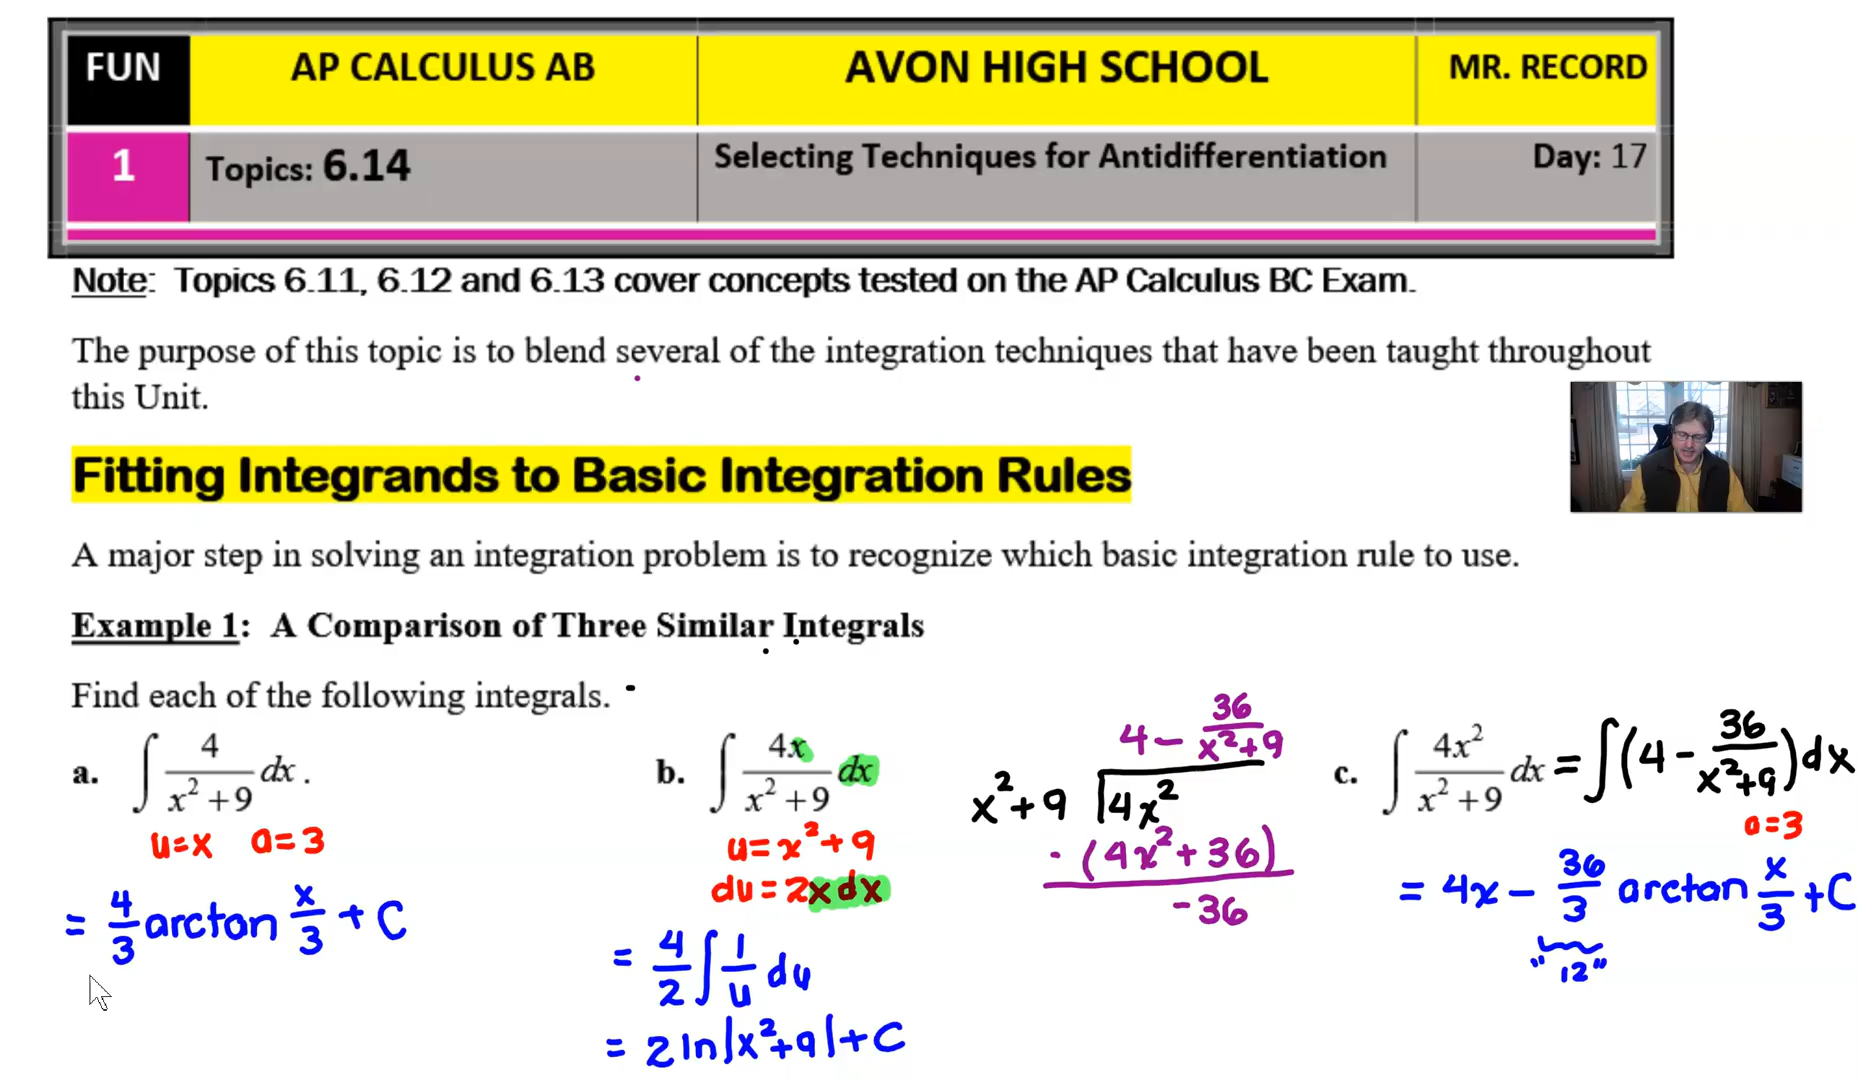 FUN AP CALCULUS AB AVON HIGH SCHOOL MR. RECORD
1 Topics: 6.14 Selecting Techniques for Antidifferentiation Day: 17
Note: Topics 6.11, 6.12 and 6.13 cover concepts tested on the AP Calculus BC Exam.
The purpose of this topic is to blend several of the integration techniques that have been taught throughout
this Unit.
Fitting Integrands to Basic Integration Rules
A major step in solving an integration problem is to recognize which basic integration rule to use.
Example 1: A Comparison of Three Similar Integrals
Find each of the following integrals.
a. ∫ 4/(x² + 9) dx.
u = x a = 3
= 4/3 arctan x/3 + C
b. ∫ 4x/(x² + 9) dx
u = x² + 9
du = 2x dx
= 4/2 ∫ 1/u du
= 2 ln|x² + 9| + C
4 − 36/(x² + 9)
x² + 9 ⟌ 4x²
- (4x² + 36)
-36
c. ∫ 4x²/(x² + 9) dx = ∫ (4 − 36/(x² + 9)) dx
a = 3
= 4x − 36/3 arctan x/3 + C
"12"